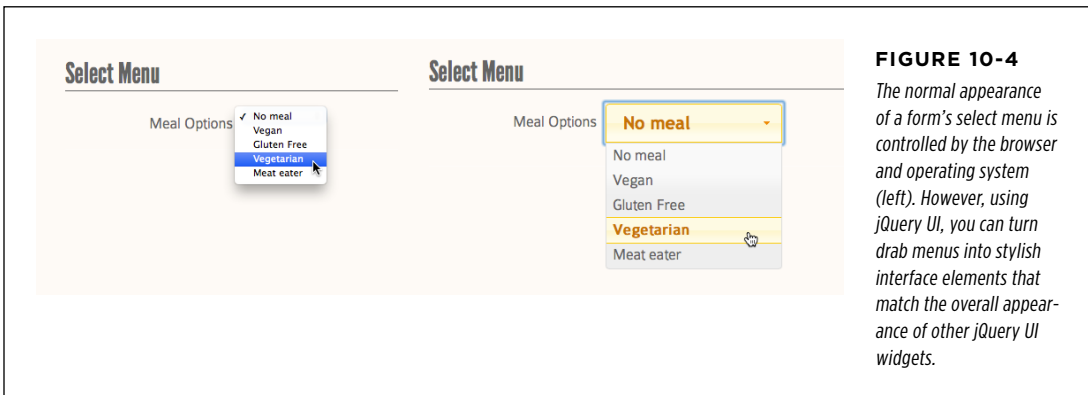 Select Menu
Meal Options
✓ No meal
Vegan
Gluten Free
Vegetarian
Meat eater
Select Menu
Meal Options
No meal
No meal
Vegan
Gluten Free
Vegetarian
Meat eater
FIGURE 10-4
The normal appearance
of a form's select menu is
controlled by the browser
and operating system
(left). However, using
jQuery UI, you can turn
drab menus into stylish
interface elements that
match the overall appear-
ance of other jQuery UI
widgets.